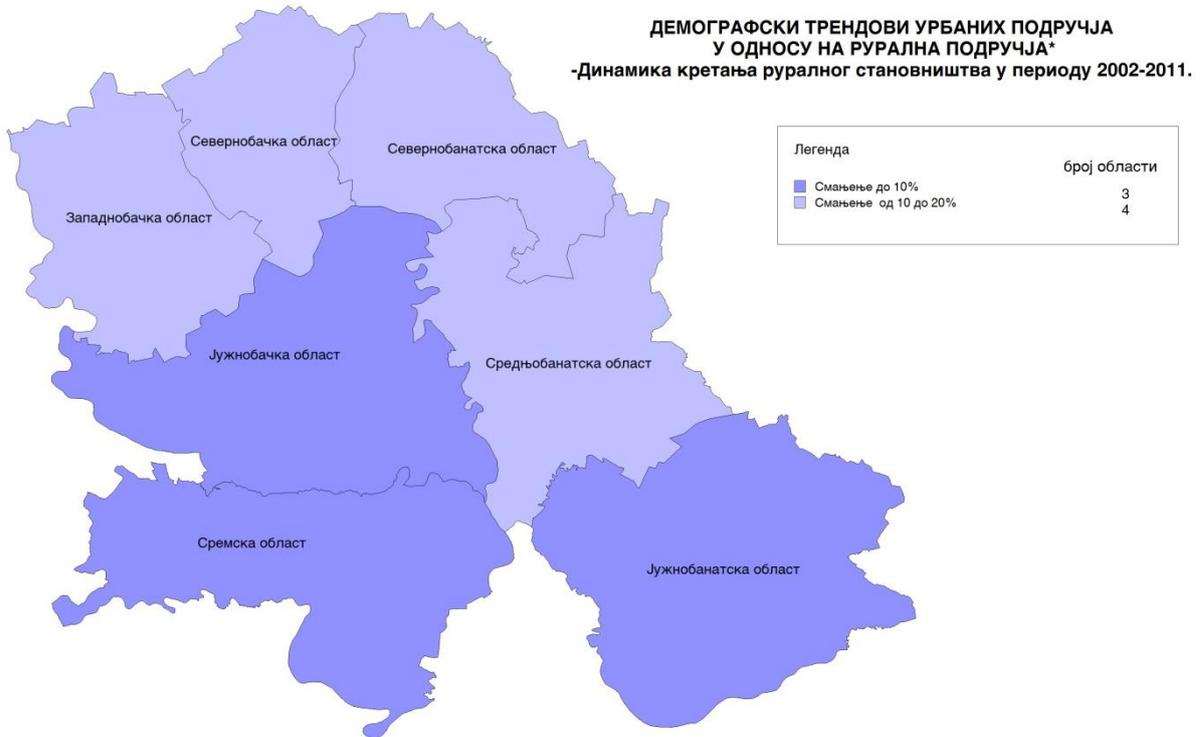 ДЕМОГРАФСКИ ТРЕНДОВИ УРБАНИХ ПОДРУЧЈА
У ОДНОСУ НА РУРАЛНА ПОДРУЧЈА*
-Динамика кретања руралног становништва у периоду 2002-2011.
Легенда
број области
Смањење до 10% 3
Смањење од 10 до 20% 4
Севернобачка област
Севернобанатска област
Западнобачка област
Јужнобачка област
Средњобанатска област
Сремска област
Јужнобанатска област